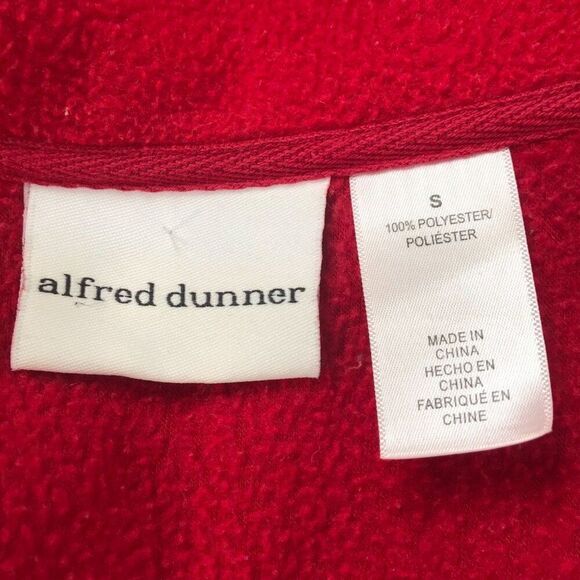 alfred dunner
S
100% POLYESTER/
POLIÉSTER
MADE IN
CHINA
HECHO EN
CHINA
FABRIQUÉ EN
CHINE